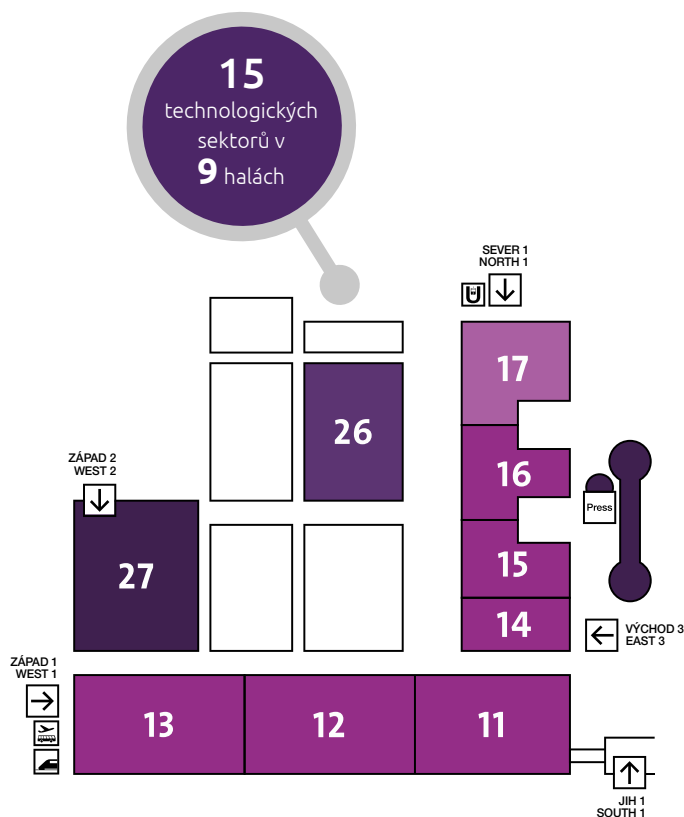 15
technologických
sektorů v
9 halách
SEVER 1
NORTH 1
U
17
26
16
ZÁPAD 2
WEST 2
Press
27
15
14
VÝCHOD 3
EAST 3
ZÁPAD 1
WEST 1
13
12
11
JIH 1
SOUTH 1